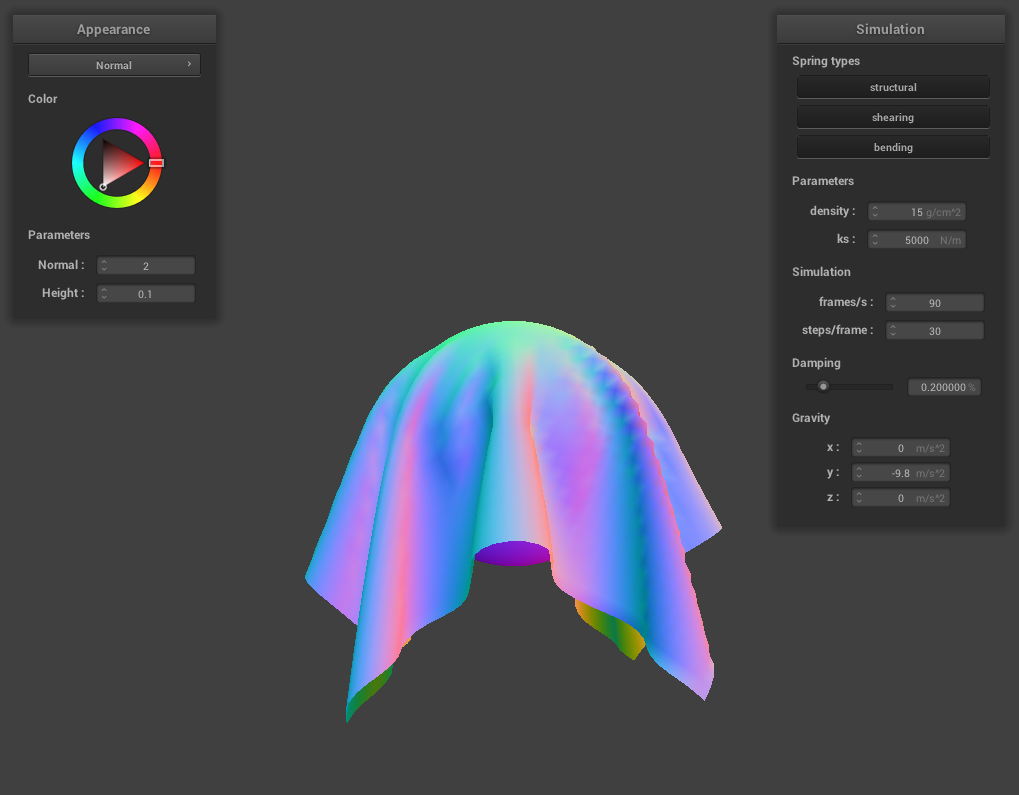 Appearance
Normal
Color
Parameters
Normal : 2
Height : 0.1
Simulation
Spring types
structural
shearing
bending
Parameters
density : 15 g/cm^2
ks : 5000 N/m
Simulation
frames/s : 90
steps/frame : 30
Damping
0.200000 %
Gravity
x : 0 m/s^2
y : -9.8 m/s^2
z : 0 m/s^2